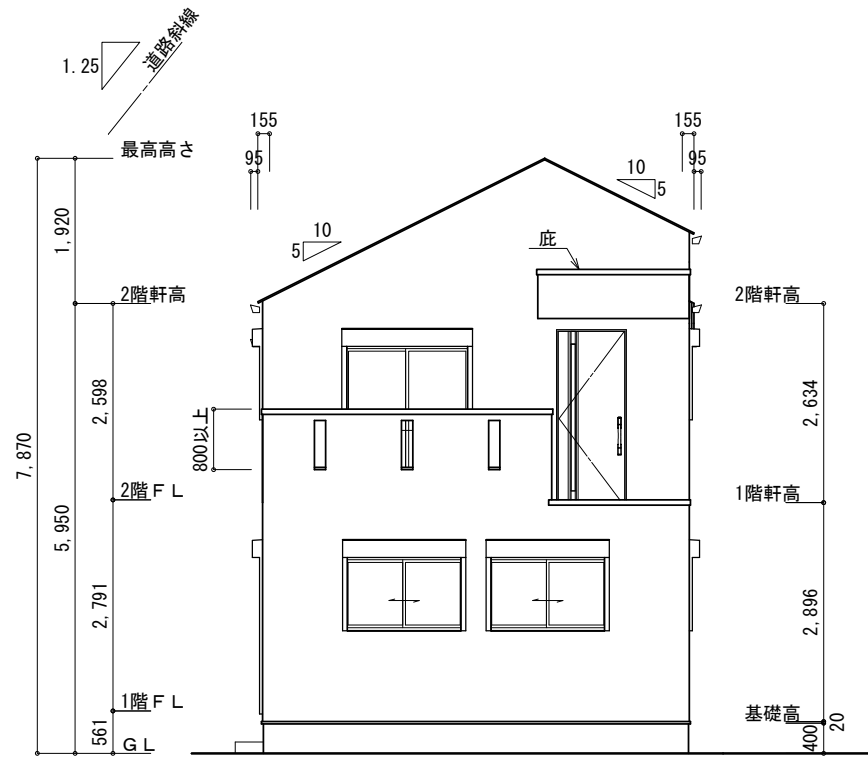 道路斜線
1.25
155
155
最高高さ
95
95
10
5
10
5
庇
1,920
2階軒高
2階軒高
2,598
2,634
800以上
7,870
5,950
2階ＦＬ
1階軒高
2,791
2,896
1階ＦＬ
基礎高
561
ＧＬ
400
20